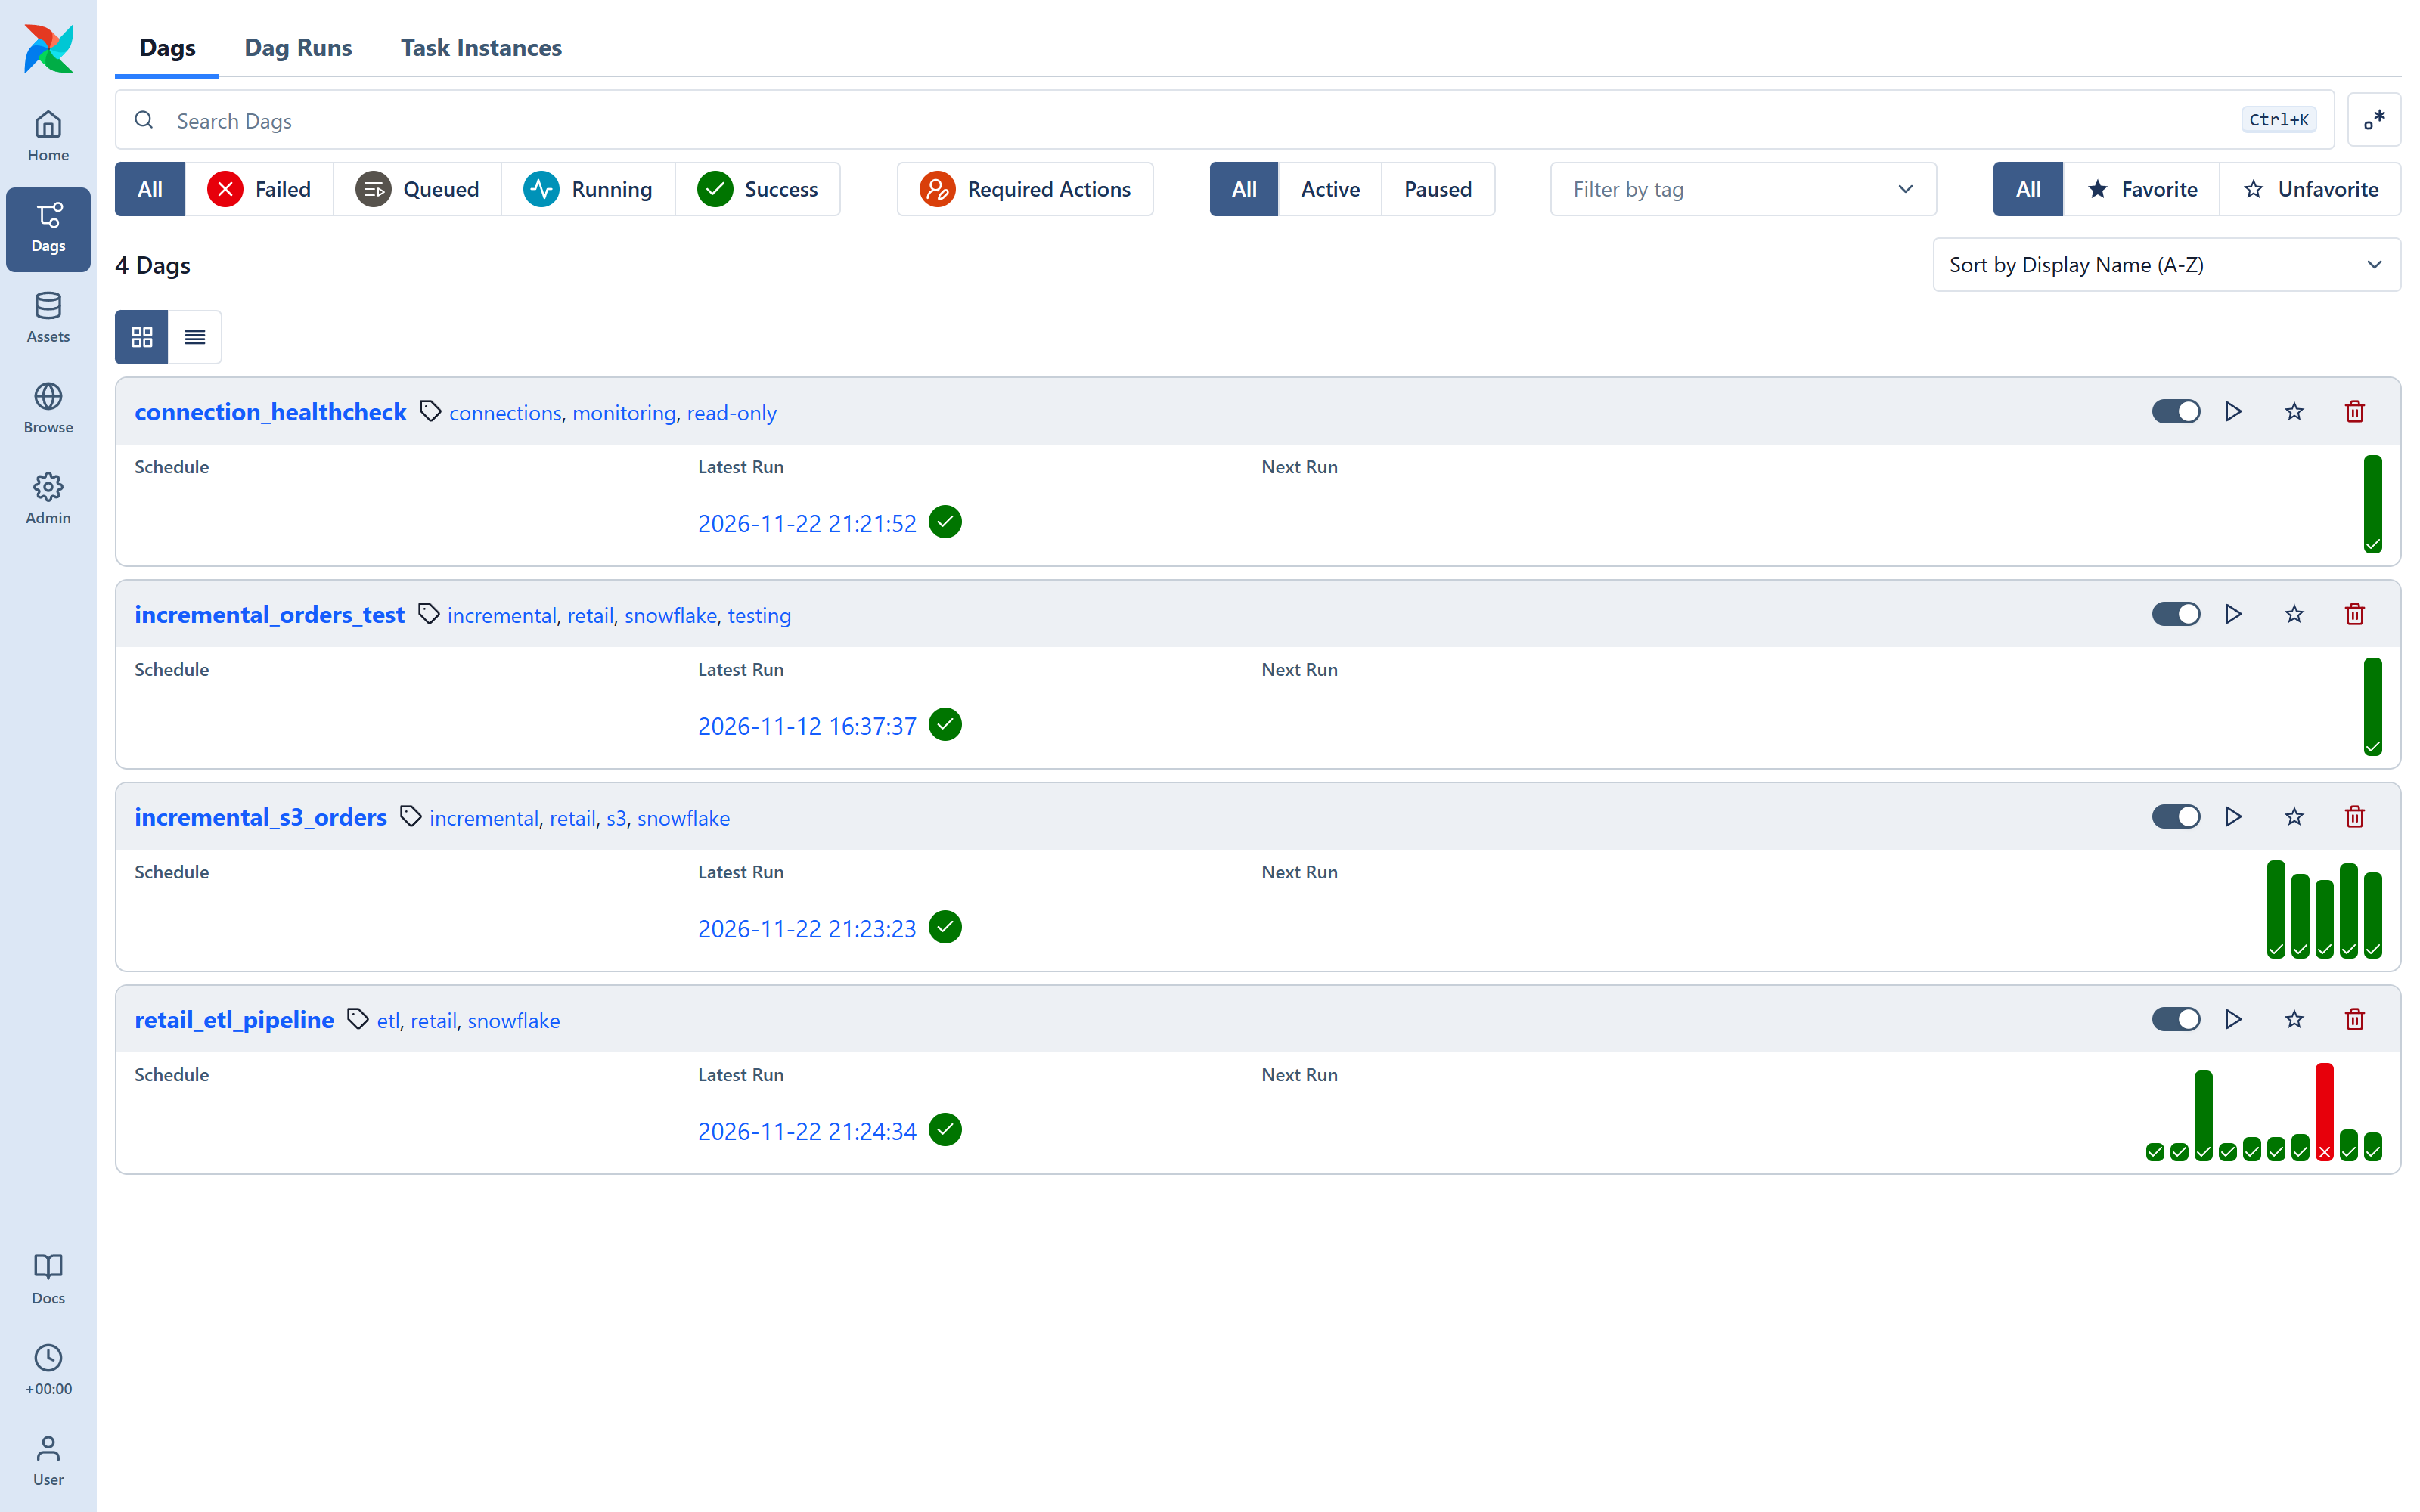 Dags Dag Runs Task Instances
Search Dags Ctrl+K
All Failed Queued Running Success Required Actions All Active Paused Filter by tag All Favorite Unfavorite
4 Dags Sort by Display Name (A-Z)
connection_healthcheck connections, monitoring, read-only
Schedule Latest Run Next Run
2026-11-22 21:21:52
incremental_orders_test incremental, retail, snowflake, testing
Schedule Latest Run Next Run
2026-11-12 16:37:37
incremental_s3_orders incremental, retail, s3, snowflake
Schedule Latest Run Next Run
2026-11-22 21:23:23
retail_etl_pipeline etl, retail, snowflake
Schedule Latest Run Next Run
2026-11-22 21:24:34
Home
Dags
Assets
Browse
Admin
Docs
+00:00
User